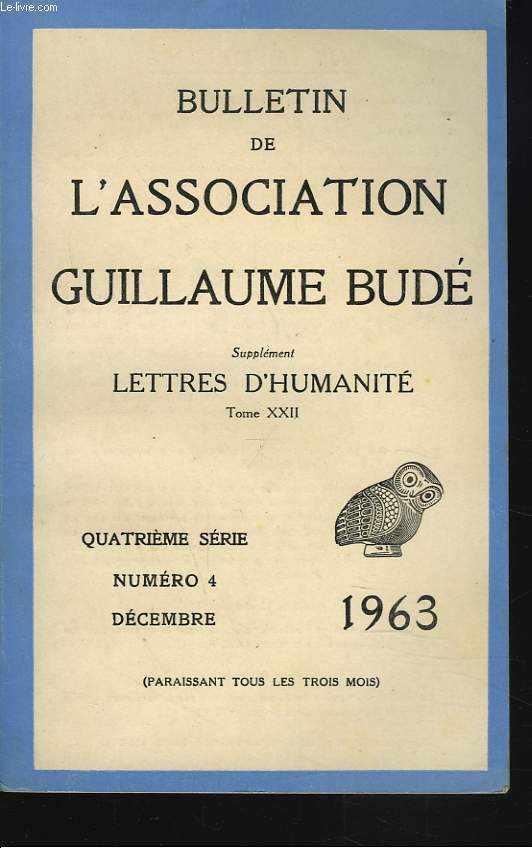 Le-livre.com
BULLETIN
DE
L'ASSOCIATION
GUILLAUME BUDÉ
Supplément
LETTRES D'HUMANITÉ
Tome XXII
QUATRIÈME SÉRIE
NUMÉRO 4
DÉCEMBRE
1963
(PARAISSANT TOUS LES TROIS MOIS)